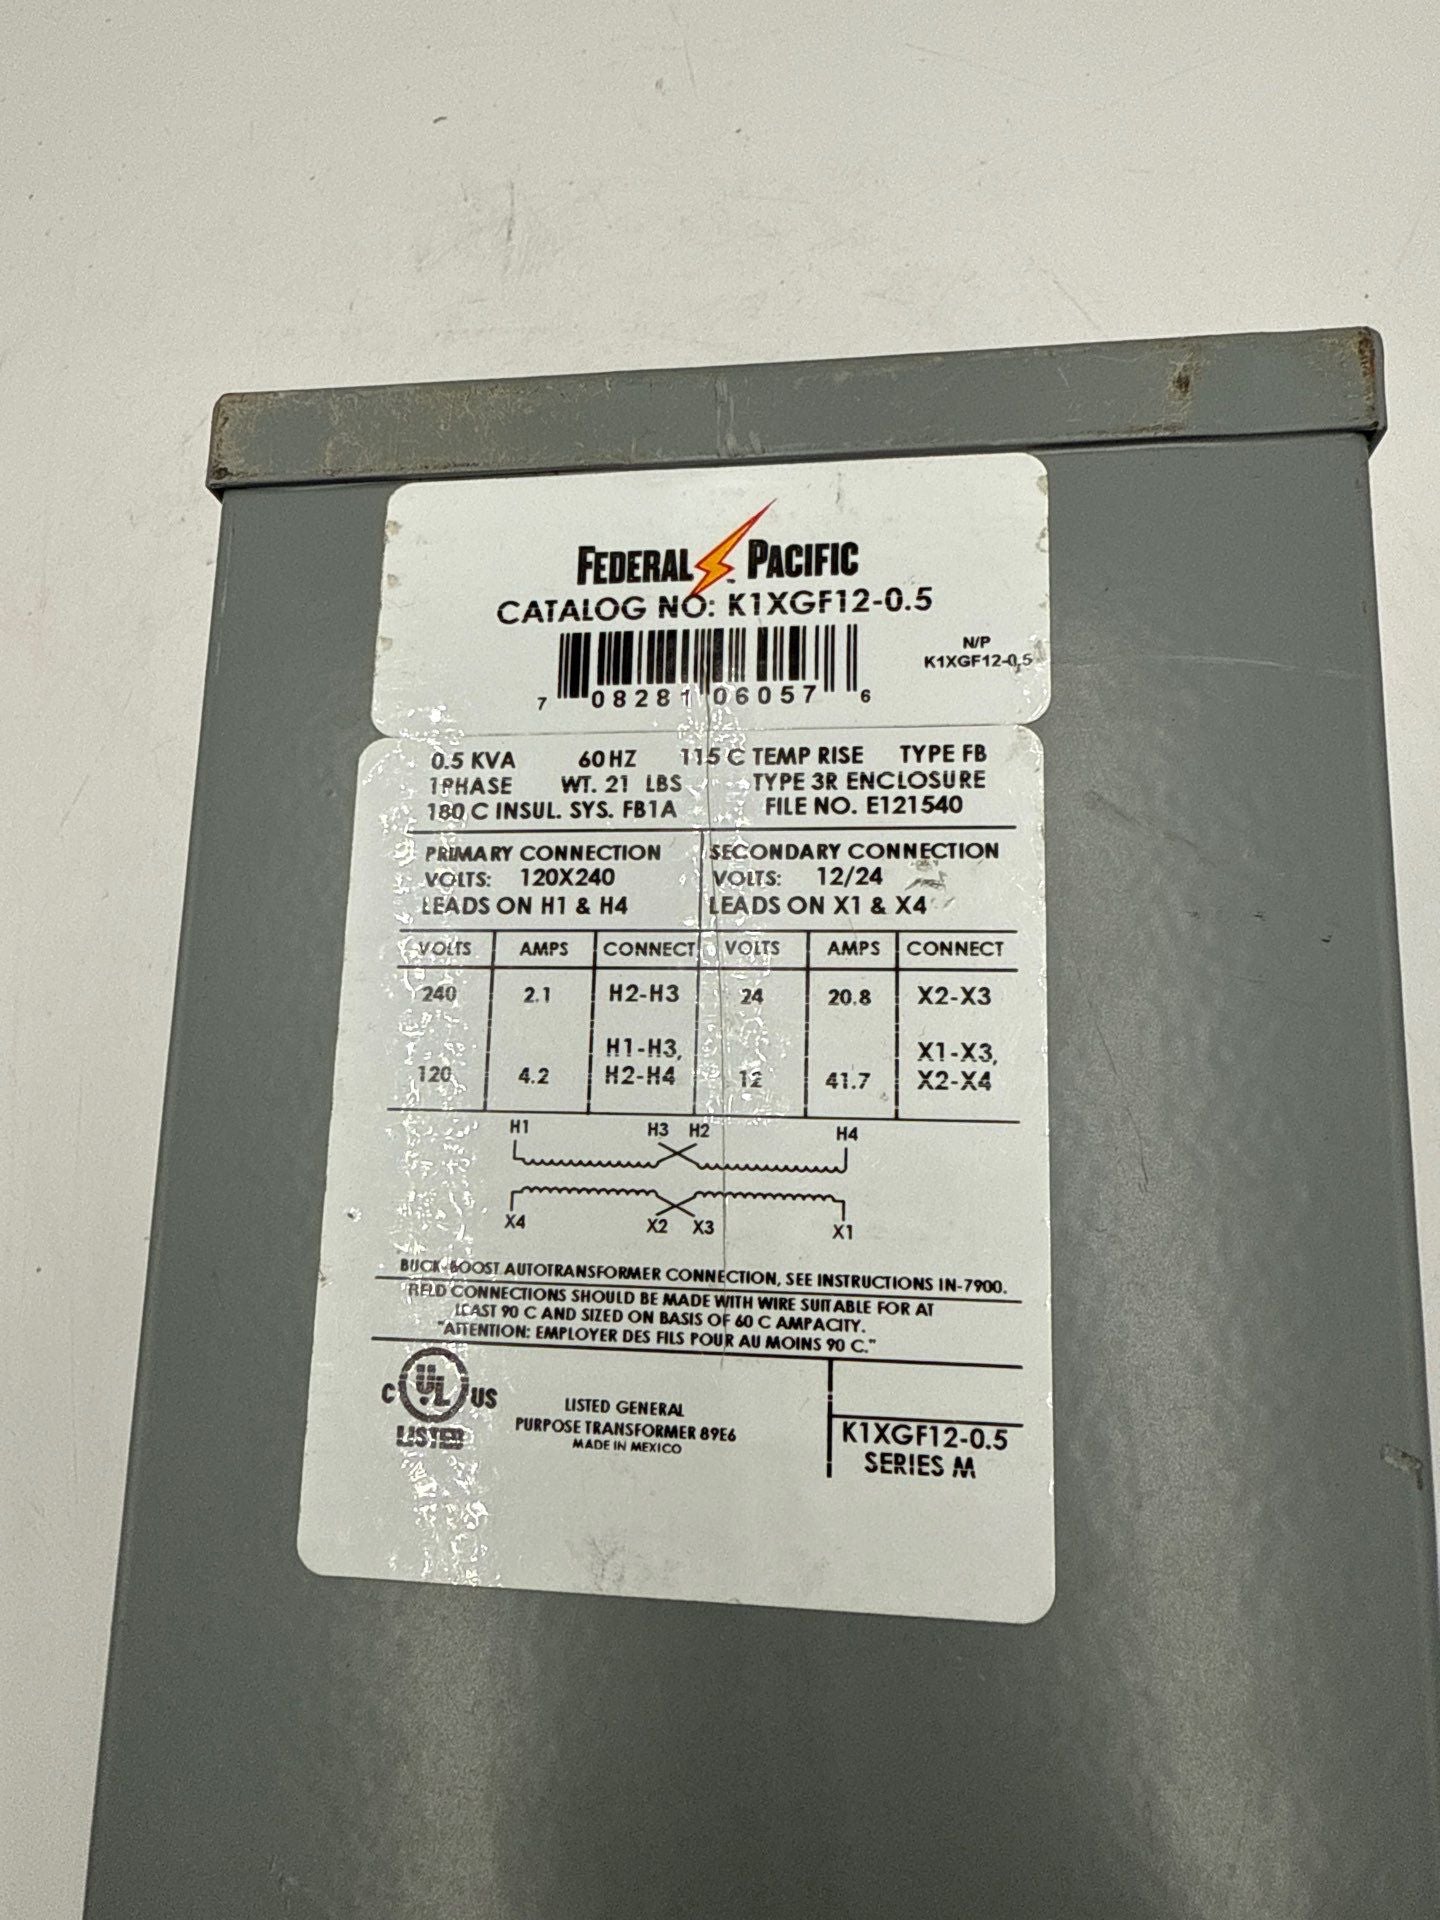 FEDERAL PACIFIC
CATALOG NO: K1XGF12-0.5
N/P
K1XGF12-0.5
7 08281 06057 6
0.5 KVA 60 HZ 115 C TEMP RISE TYPE FB
1 PHASE WT. 21 LBS TYPE 3R ENCLOSURE
180 C INSUL. SYS. FB1A FILE NO. E121540
PRIMARY CONNECTION SECONDARY CONNECTION
VOLTS: 120X240 VOLTS: 12/24
LEADS ON H1 & H4 LEADS ON X1 & X4
VOLTS AMPS CONNECT VOLTS AMPS CONNECT
240 2.1 H2-H3 24 20.8 X2-X3
H1-H3, X1-X3,
120 4.2 H2-H4 12 41.7 X2-X4
H1 H3 H2 H4
X4 X2 X3 X1
BUCK-BOOST AUTOTRANSFORMER CONNECTION, SEE INSTRUCTIONS IN-7900.
FIELD CONNECTIONS SHOULD BE MADE WITH WIRE SUITABLE FOR AT
LEAST 90 C AND SIZED ON BASIS OF 60 C AMPACITY.
"ATTENTION: EMPLOYER DES FILS POUR AU MOINS 90 C."
C UL US
LISTED
LISTED GENERAL
PURPOSE TRANSFORMER 89E6
MADE IN MEXICO
K1XGF12-0.5
SERIES M